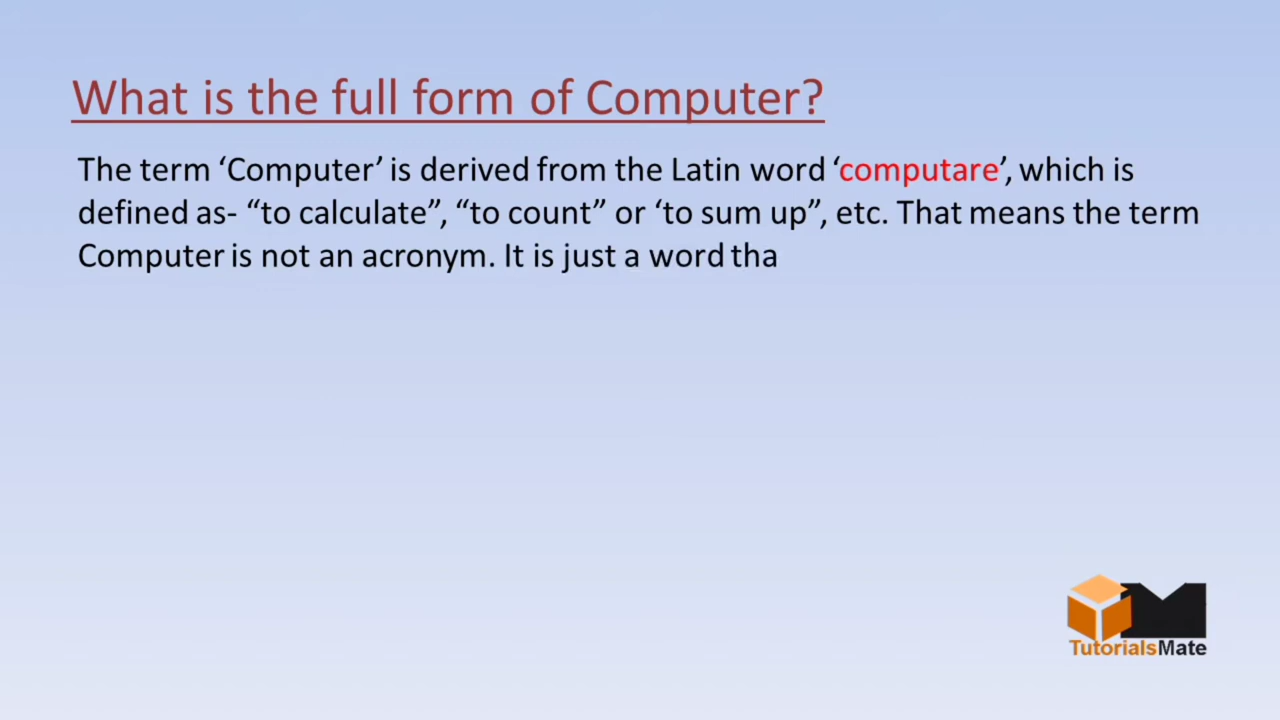 What is the full form of Computer?
The term ‘Computer’ is derived from the Latin word ‘computare’, which is
defined as- “to calculate”, “to count” or ‘to sum up”, etc. That means the term
Computer is not an acronym. It is just a word tha
TutorialsMate